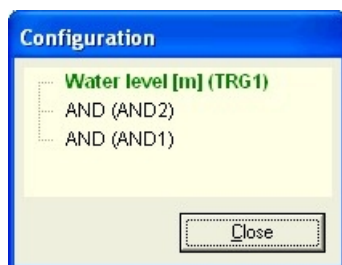 Configuration
Water level [m] (TRG1)
AND (AND2)
AND (AND1)
Close